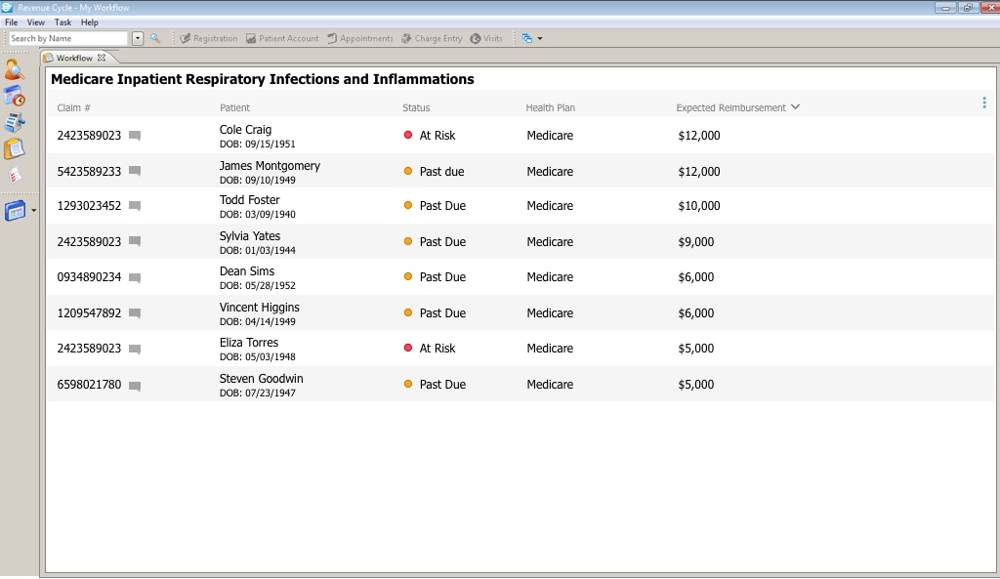 Revenue Cycle - My Workflow
File View Task Help
Search by Name Registration Patient Account Appointments Charge Entry Visits
Workflow
Medicare Inpatient Respiratory Infections and Inflammations
Claim # Patient Status Health Plan Expected Reimbursement
2423589023 Cole Craig At Risk Medicare $12,000
DOB: 09/15/1951
5423589233 James Montgomery Past due Medicare $12,000
DOB: 09/10/1949
1293023452 Todd Foster Past Due Medicare $10,000
DOB: 03/09/1940
2423589023 Sylvia Yates Past Due Medicare $9,000
DOB: 01/03/1944
0934890234 Dean Sims Past Due Medicare $6,000
DOB: 05/28/1952
1209547892 Vincent Higgins Past Due Medicare $6,000
DOB: 04/14/1949
2423589023 Eliza Torres At Risk Medicare $5,000
DOB: 05/03/1948
6598021780 Steven Goodwin Past Due Medicare $5,000
DOB: 07/23/1947